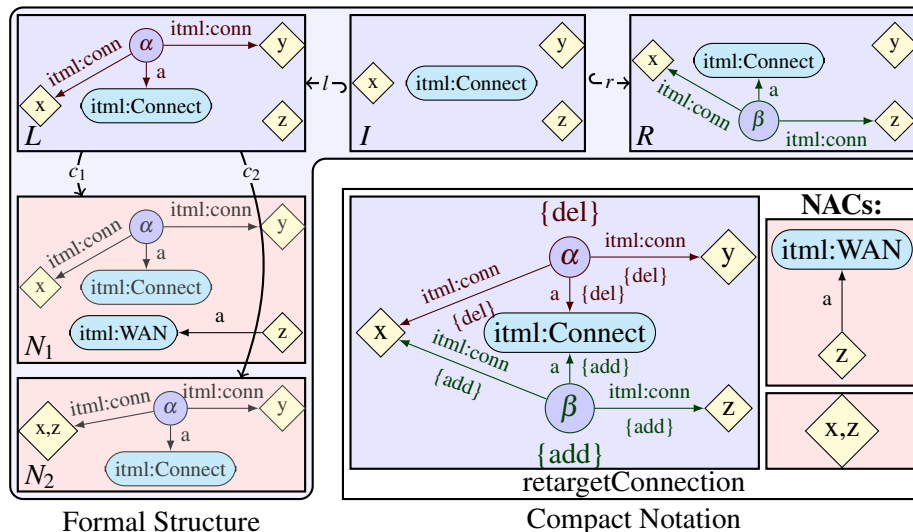 α itml:conn y
itml:conn
a
x itml:Connect
z
L
l
x itml:Connect
y
z
I
r
x itml:Connect
y
itml:conn a
β z
itml:conn
R
c1 c2
α itml:conn y
itml:conn
a
x itml:Connect
itml:WAN a z
N1
itml:conn α itml:conn y
x,z
a
itml:Connect
N2
Formal Structure
{del}
α itml:conn y
itml:conn {del}
a {del}
{del}
x itml:Connect
itml:conn a {add}
{add}
β itml:conn z
{add}
{add}
retargetConnection
NACs:
itml:WAN
a
z
x,z
Compact Notation